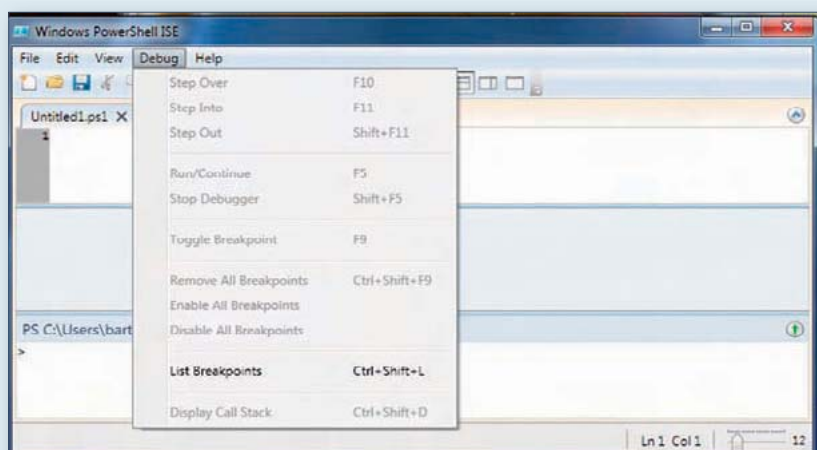 Windows PowerShell ISE
File Edit View Debug Help
Untitled1.ps1 X
1
Step Over F10
Step Into F11
Step Out Shift+F11
Run/Continue F5
Stop Debugger Shift+F5
Toggle Breakpoint F9
Remove All Breakpoints Ctrl+Shift+F9
Enable All Breakpoints
Disable All Breakpoints
List Breakpoints Ctrl+Shift+L
Display Call Stack Ctrl+Shift+D
PS C:\Users\bart
>
Ln 1 Col 1 12